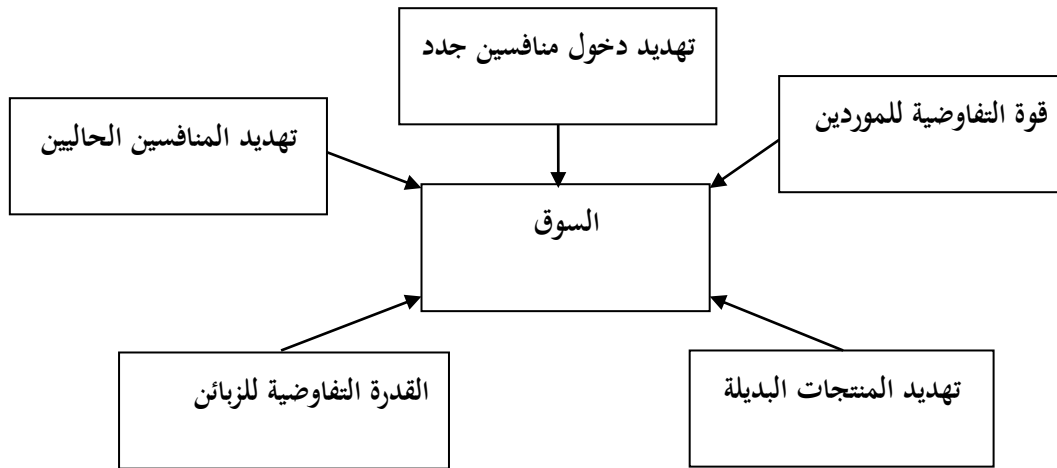 تهديد دخول منافسين جدد
قوة التفاوضية للموردين
تهديد المنافسين الحاليين
السوق
القدرة التفاوضية للزبائن
تهديد المنتجات البديلة